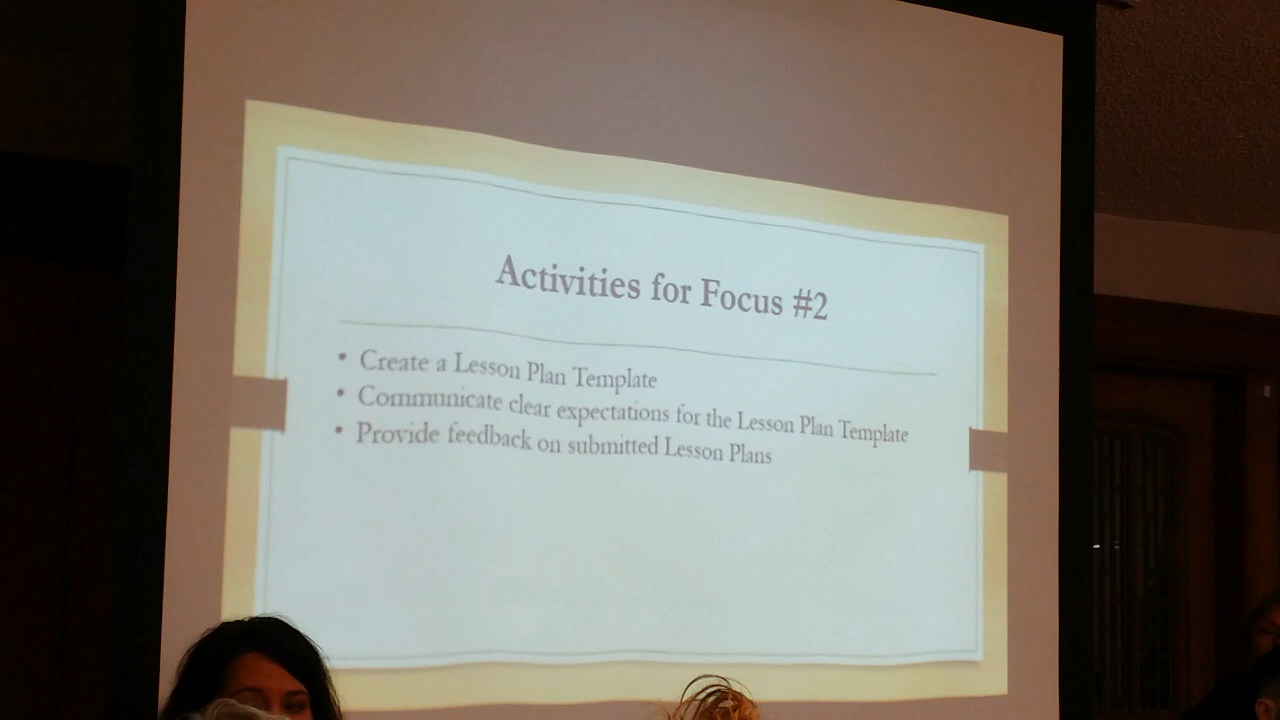 Activities for Focus #2
• Create a Lesson Plan Template
• Communicate clear expectations for the Lesson Plan Template
• Provide feedback on submitted Lesson Plans